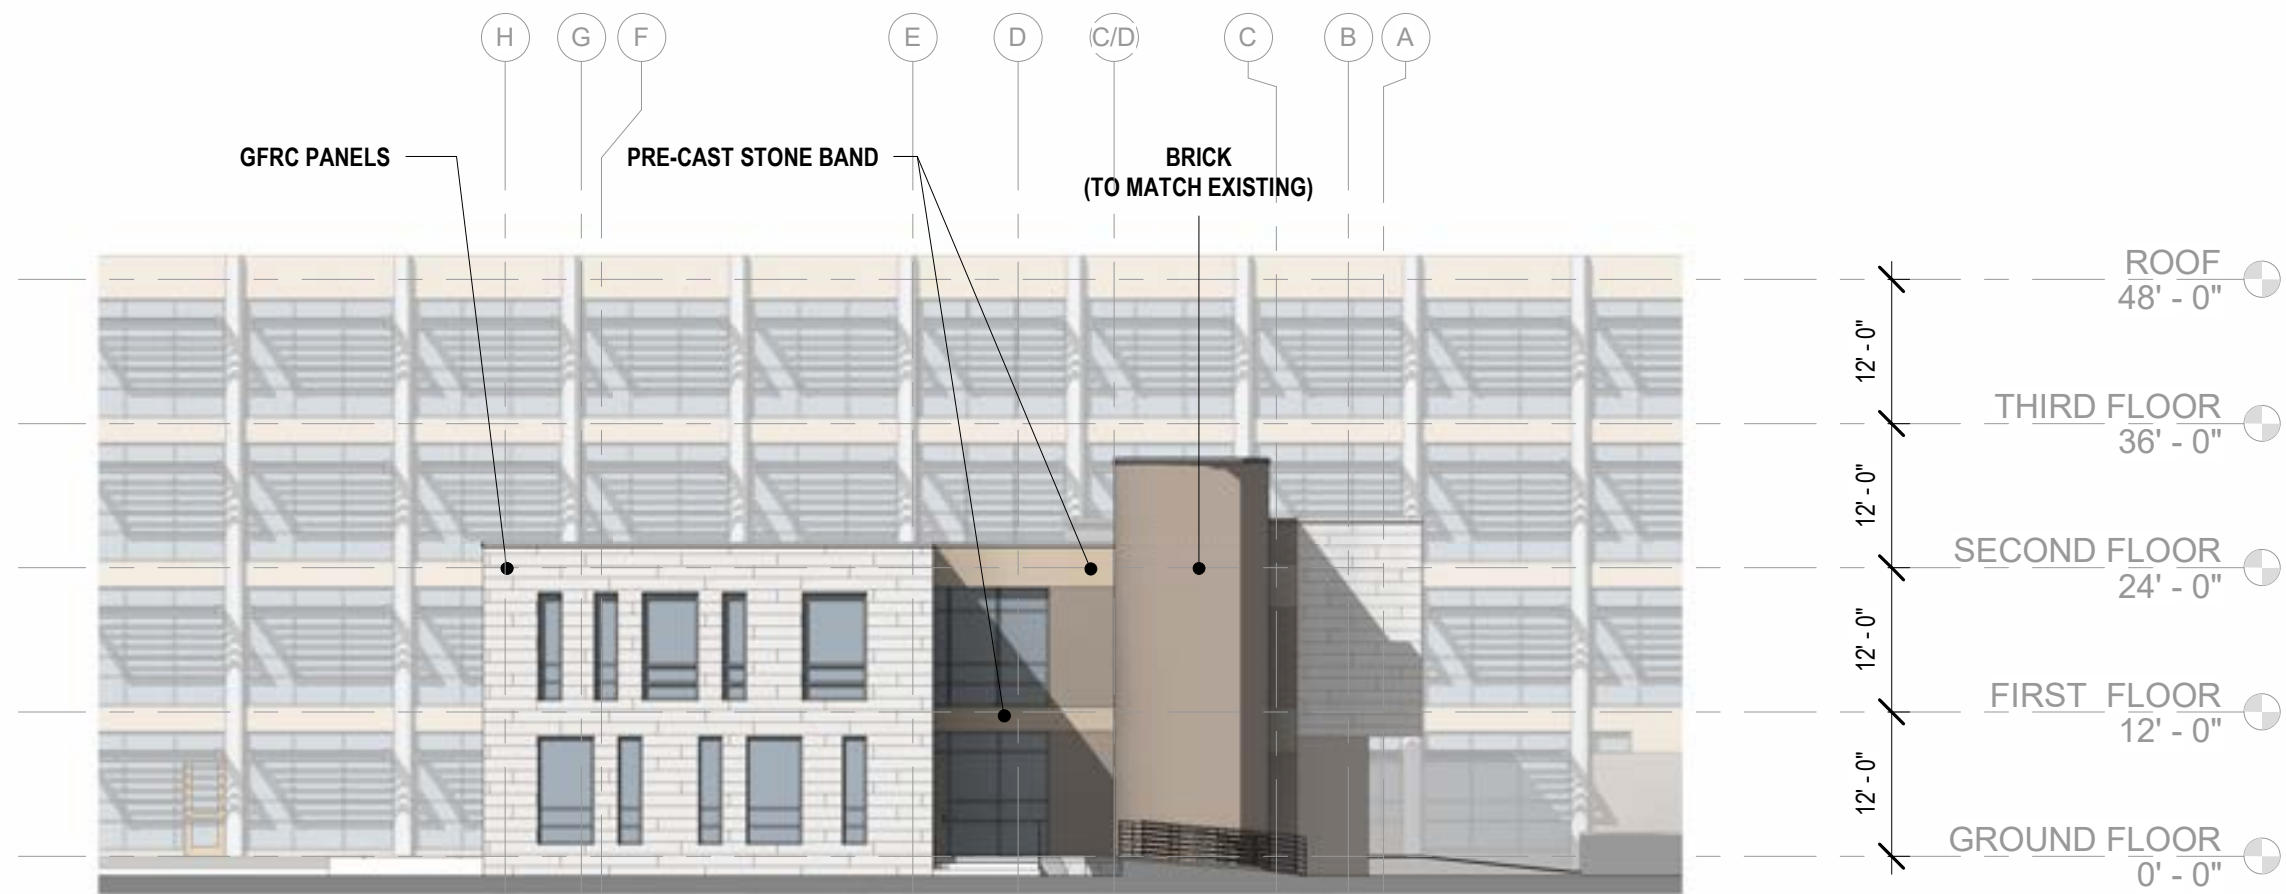 H G F E D C/D C B A
GFRC PANELS
PRE-CAST STONE BAND
BRICK
(TO MATCH EXISTING)
ROOF
48' - 0"
12' - 0"
THIRD FLOOR
36' - 0"
12' - 0"
SECOND FLOOR
24' - 0"
12' - 0"
FIRST FLOOR
12' - 0"
12' - 0"
GROUND FLOOR
0' - 0"